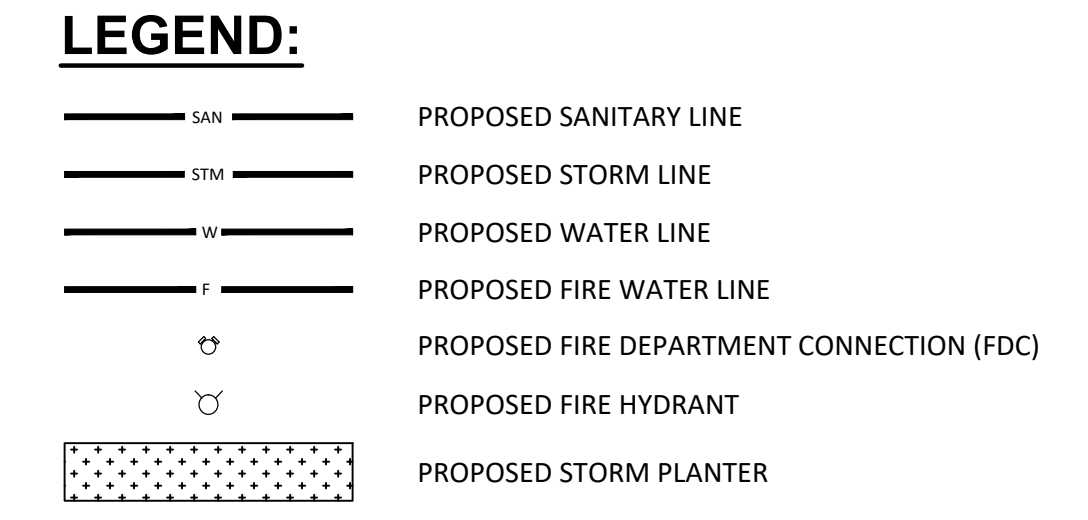 LEGEND:
SAN PROPOSED SANITARY LINE
STM PROPOSED STORM LINE
W PROPOSED WATER LINE
F PROPOSED FIRE WATER LINE
PROPOSED FIRE DEPARTMENT CONNECTION (FDC)
PROPOSED FIRE HYDRANT
PROPOSED STORM PLANTER